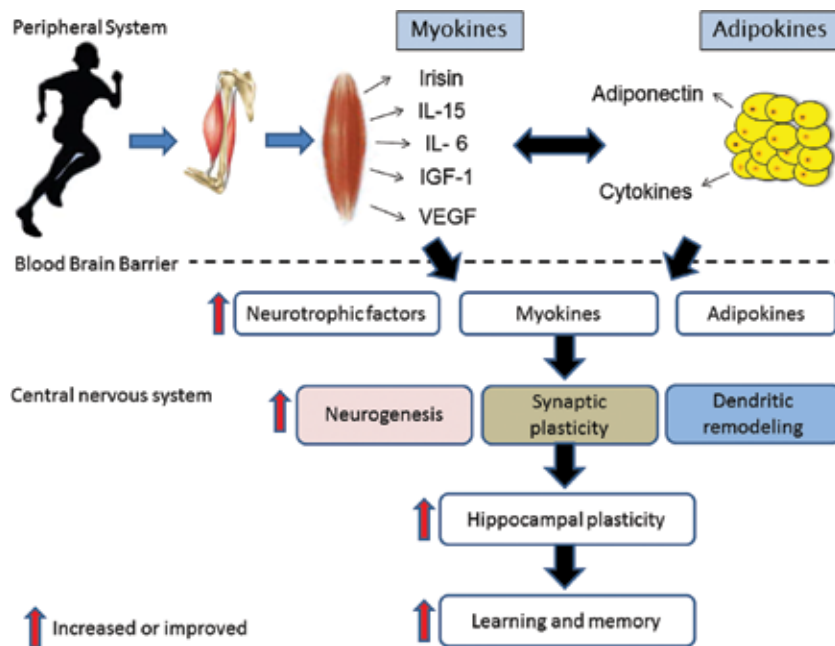 Peripheral System
Myokines
Adipokines
Irisin
IL-15
IL- 6
IGF-1
VEGF
Adiponectin
Cytokines
Blood Brain Barrier
Neurotrophic factors
Myokines
Adipokines
Central nervous system
Neurogenesis
Synaptic
plasticity
Dendritic
remodeling
Hippocampal plasticity
Learning and memory
Increased or improved